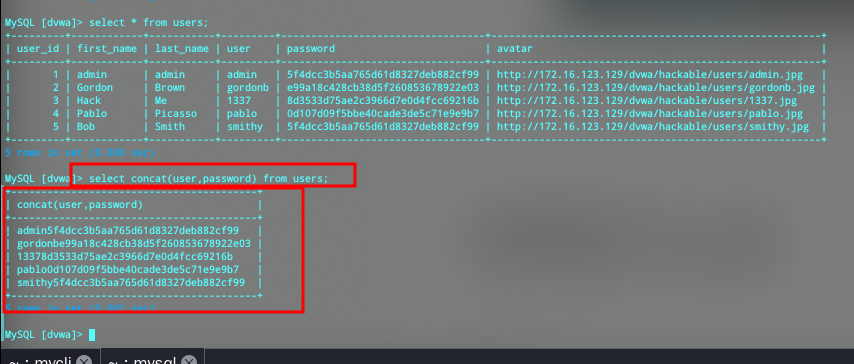 MySQL [dvwa]> select * from users;
+---------+------------+-----------+---------+----------------------------------+--------------------------------------------------+
| user_id | first_name | last_name | user | password | avatar |
+---------+------------+-----------+---------+----------------------------------+--------------------------------------------------+
| 1 | admin | admin | admin | 5f4dcc3b5aa765d61d8327deb882cf99 | http://172.16.123.129/dvwa/hackable/users/admin.jpg |
| 2 | Gordon | Brown | gordonb | e99a18c428cb38d5f260853678922e03 | http://172.16.123.129/dvwa/hackable/users/gordonb.jpg |
| 3 | Hack | Me | 1337 | 8d3533d75ae2c3966d7e0d4fcc69216b | http://172.16.123.129/dvwa/hackable/users/1337.jpg |
| 4 | Pablo | Picasso | pablo | 0d107d09f5bbe40cade3de5c71e9e9b7 | http://172.16.123.129/dvwa/hackable/users/pablo.jpg |
| 5 | Bob | Smith | smithy | 5f4dcc3b5aa765d61d8327deb882cf99 | http://172.16.123.129/dvwa/hackable/users/smithy.jpg |
+---------+------------+-----------+---------+----------------------------------+--------------------------------------------------+
5 rows in set
MySQL [dvwa]> select concat(user,password) from users;
+-----------------------------------------+
| concat(user,password) |
+-----------------------------------------+
| admin5f4dcc3b5aa765d61d8327deb882cf99 |
| gordonbe99a18c428cb38d5f260853678922e03 |
| 13378d3533d75ae2c3966d7e0d4fcc69216b |
| pablo0d107d09f5bbe40cade3de5c71e9e9b7 |
| smithy5f4dcc3b5aa765d61d8327deb882cf99 |
+-----------------------------------------+
5 rows in set
MySQL [dvwa]>
~ : mycli ~ : mysql